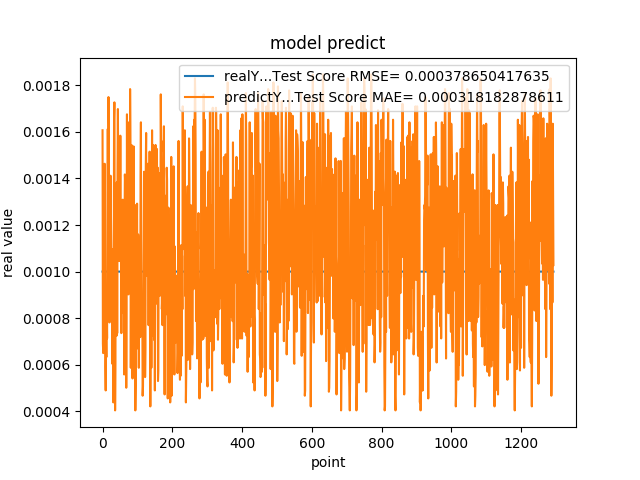 model predict
realY...Test Score RMSE= 0.000378650417635
predictY...Test Score MAE= 0.000318182878611
0.0018
0.0016
0.0014
0.0012
0.0010
0.0008
0.0006
0.0004
real value
0 200 400 600 800 1000 1200
point